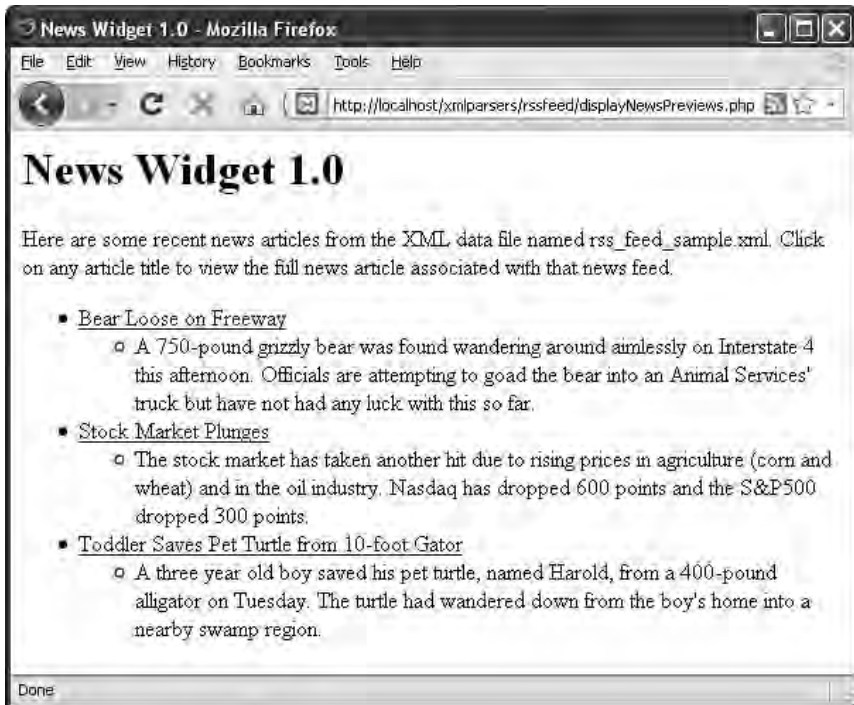 News Widget 1.0 - Mozilla Firefox
File Edit View History Bookmarks Tools Help
http://localhost/xmlparsers/rssfeed/displayNewsPreviews.php
News Widget 1.0
Here are some recent news articles from the XML data file named rss_feed_sample.xml. Click
on any article title to view the full news article associated with that news feed.
Bear Loose on Freeway
A 750-pound grizzly bear was found wandering around aimlessly on Interstate 4
this afternoon. Officials are attempting to goad the bear into an Animal Services'
truck but have not had any luck with this so far.
Stock Market Plunges
The stock market has taken another hit due to rising prices in agriculture (corn and
wheat) and in the oil industry. Nasdaq has dropped 600 points and the S&P500
dropped 300 points.
Toddler Saves Pet Turtle from 10-foot Gator
A three year old boy saved his pet turtle, named Harold, from a 400-pound
alligator on Tuesday. The turtle had wandered down from the boy's home into a
nearby swamp region.
Done